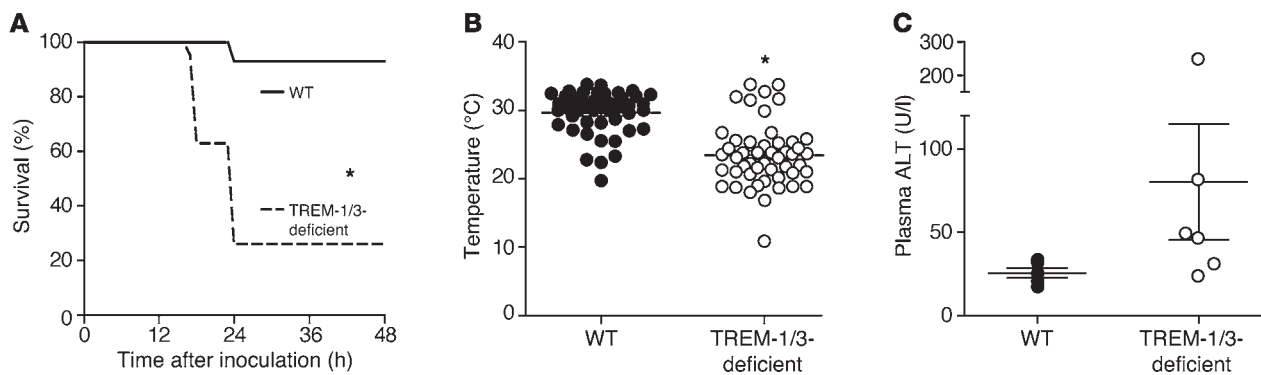 A
Survival (%)
100
80
60
40
20
0
WT
*
TREM-1/3-
deficient
0 12 24 36 48
Time after inoculation (h)
B
Temperature (°C)
40
30
20
10
0
*
WT
TREM-1/3-
deficient
C
Plasma ALT (U/l)
300
200
100
50
0
WT
TREM-1/3-
deficient